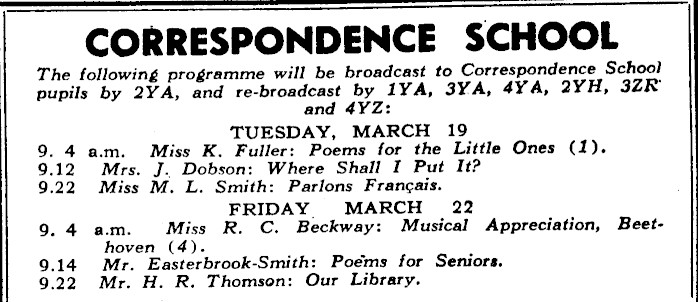 CORRESPONDENCE SCHOOL
The following programme will be broadcast to Correspondence School
pupils by 2YA, and re-broadcast by 1YA, 3YA, 4YA, 2YH, 3ZR
and 4YZ:
TUESDAY, MARCH 19
9. 4 a.m. Miss K. Fuller: Poems for the Little Ones (1).
9.12 Mrs. J. Dobson: Where Shall I Put It?
9.22 Miss M. L. Smith: Parlons Français.
FRIDAY MARCH 22
9. 4 a.m. Miss R. C. Beckway: Musical Appreciation, Beet-
hoven (4).
9.14 Mr. Easterbrook-Smith: Poems for Seniors.
9.22 Mr. H. R. Thomson: Our Library.